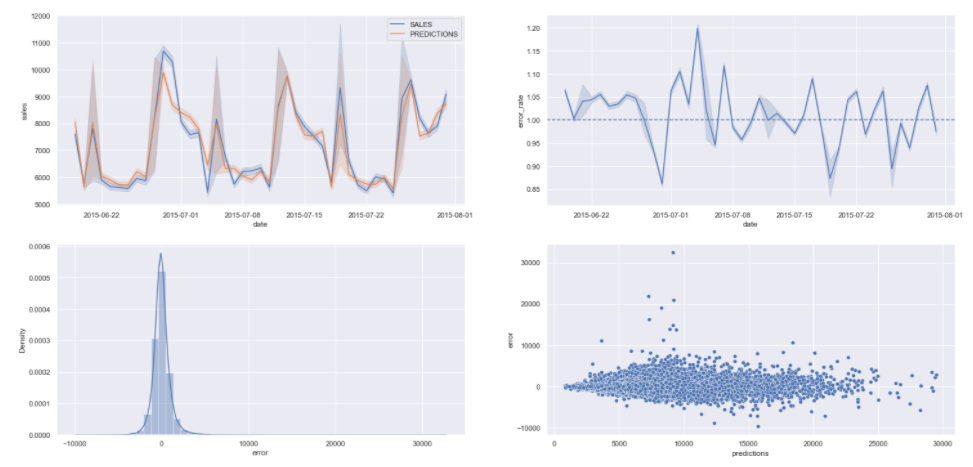 12000
11000
10000
9000
8000
7000
6000
5000
sales
SALES
PREDICTIONS
2015-06-22 2015-07-01 2015-07-08 2015-07-15 2015-07-22 2015-08-01
date
1.20
1.15
1.10
1.05
1.00
0.95
0.90
0.85
error_rate
2015-06-22 2015-07-01 2015-07-08 2015-07-15 2015-07-22 2015-08-01
date
0.0006
0.0005
0.0004
0.0003
0.0002
0.0001
0.0000
Density
−10000 0 10000 20000 30000
error
30000
20000
10000
0
−10000
error
0 5000 10000 15000 20000 25000 30000
predictions